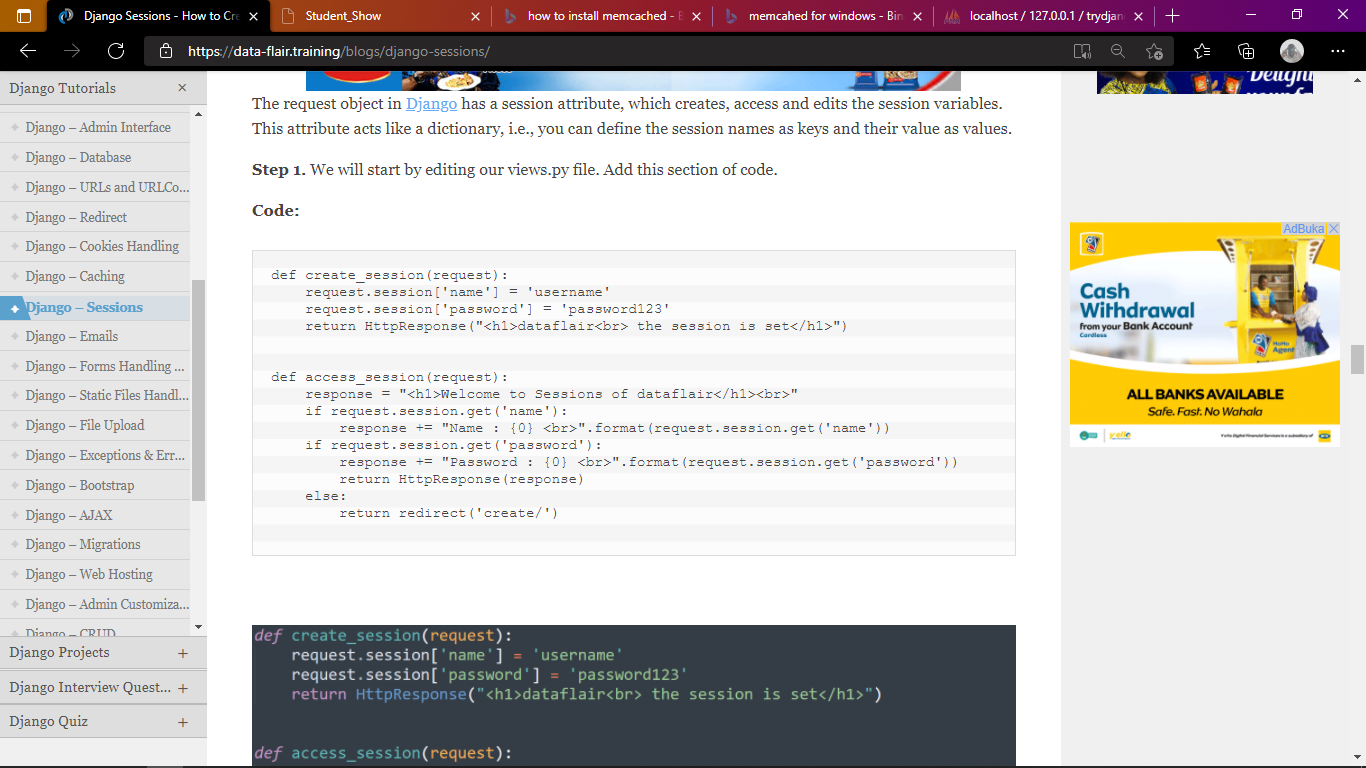 Django Sessions - How to Cre
Student_Show
how to install memcached - B
memcahed for windows - Bin
localhost / 127.0.0.1 / trydjan
https://data-flair.training/blogs/django-sessions/
Django Tutorials
Django – Admin Interface
Django – Database
Django – URLs and URLCo...
Django – Redirect
Django – Cookies Handling
Django – Caching
Django – Sessions
Django – Emails
Django – Forms Handling ...
Django – Static Files Handl...
Django – File Upload
Django – Exceptions & Err...
Django – Bootstrap
Django – AJAX
Django – Migrations
Django – Web Hosting
Django – Admin Customiza...
Django – CRUD
Django Projects +
Django Interview Quest... +
Django Quiz +
The request object in Django has a session attribute, which creates, access and edits the session variables.
This attribute acts like a dictionary, i.e., you can define the session names as keys and their value as values.
Step 1. We will start by editing our views.py file. Add this section of code.
Code:
def create_session(request):
    request.session['name'] = 'username'
    request.session['password'] = 'password123'
    return HttpResponse("<h1>dataflair<br> the session is set</h1>")
def access_session(request):
    response = "<h1>Welcome to Sessions of dataflair</h1><br>"
    if request.session.get('name'):
        response += "Name : {0} <br>".format(request.session.get('name'))
    if request.session.get('password'):
        response += "Password : {0} <br>".format(request.session.get('password'))
        return HttpResponse(response)
    else:
        return redirect('create/')
def create_session(request):
    request.session['name'] = 'username'
    request.session['password'] = 'password123'
    return HttpResponse("<h1>dataflair<br> the session is set</h1>")
def access_session(request):
Delight
AdBuka
Cash
Withdrawal
from your Bank Account
Cardless
MoMo
Agent
ALL BANKS AVAILABLE
Safe. Fast. No Wahala
Y'ello Digital Financial Services is a subsidiary of